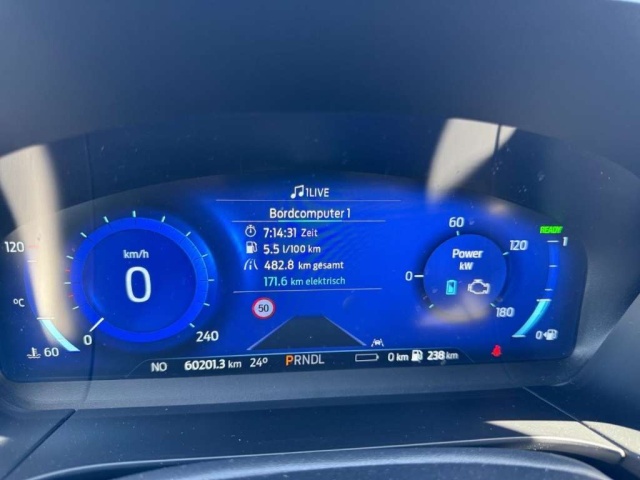 1LIVE
Bordcomputer 1
7:14:31 Zeit
5.5 l/100 km
482.8 km gesamt
171.6 km elektrisch
50
km/h
0
0
240
120
°C
60
Power
kW
0
60
120
180
READY
1
0
NO 60201.3 km 24° PRNDL 0 km 238 km